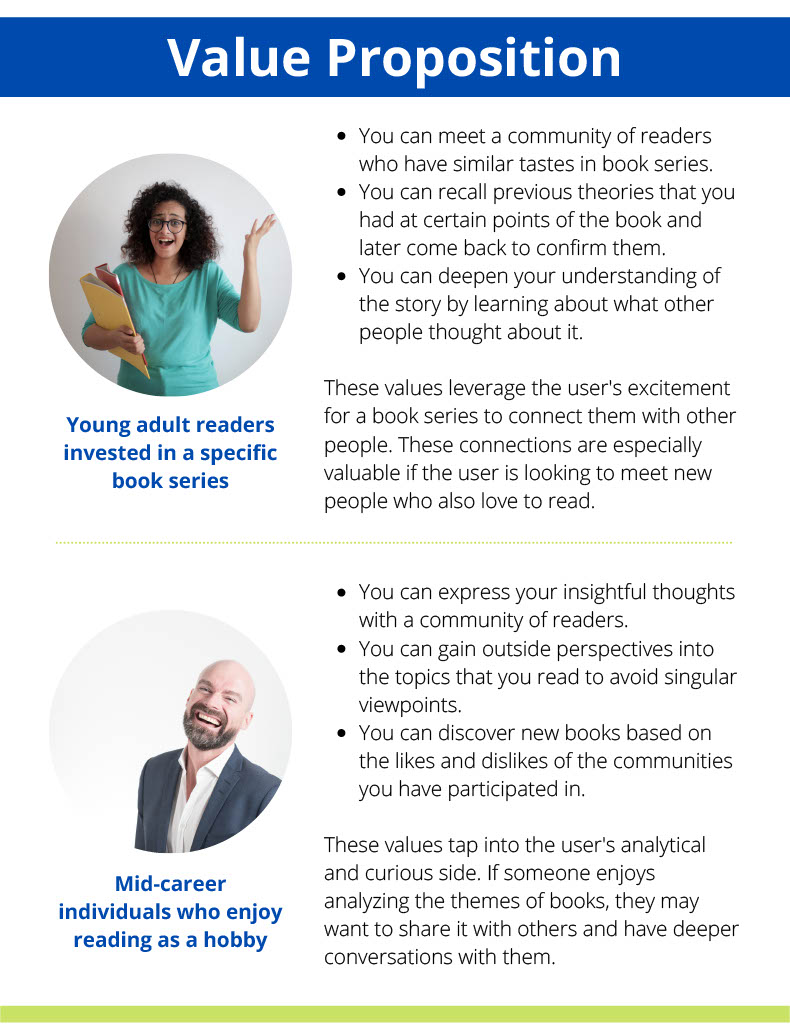 Value Proposition
• You can meet a community of readers
who have similar tastes in book series.
• You can recall previous theories that you
had at certain points of the book and
later come back to confirm them.
• You can deepen your understanding of
the story by learning about what other
people thought about it.
These values leverage the user's excitement
for a book series to connect them with other
people. These connections are especially
valuable if the user is looking to meet new
people who also love to read.
Young adult readers
invested in a specific
book series
• You can express your insightful thoughts
with a community of readers.
• You can gain outside perspectives into
the topics that you read to avoid singular
viewpoints.
• You can discover new books based on
the likes and dislikes of the communities
you have participated in.
These values tap into the user's analytical
and curious side. If someone enjoys
analyzing the themes of books, they may
want to share it with others and have deeper
conversations with them.
Mid-career
individuals who enjoy
reading as a hobby